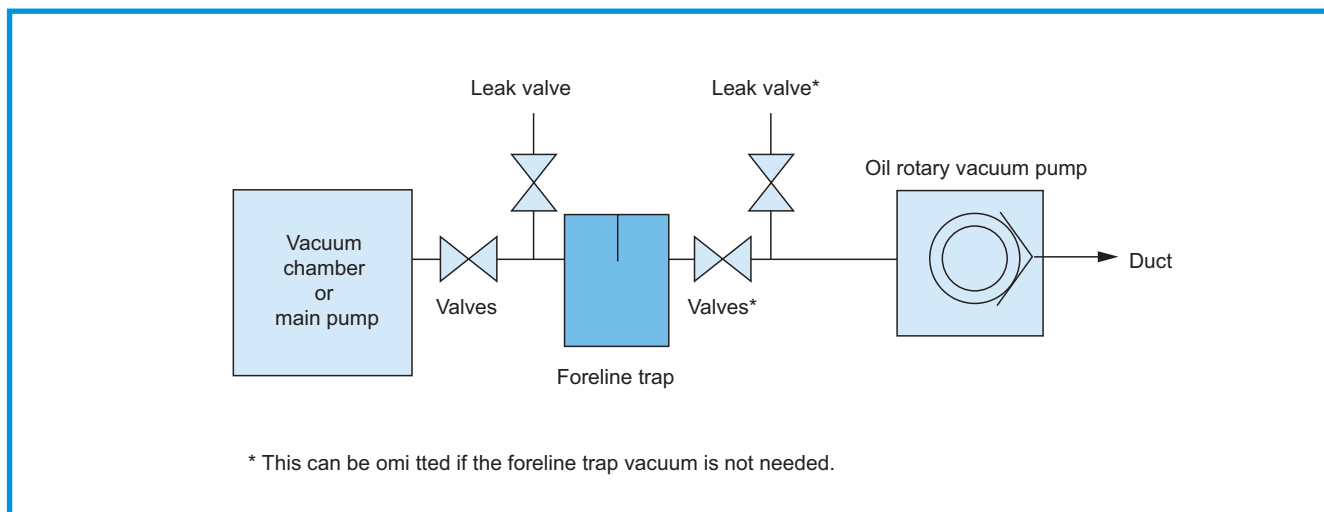 Leak valve
Leak valve*
Oil rotary vacuum pump
Vacuum
chamber
or
main pump
Valves
Valves*
Duct
Foreline trap
* This can be omi tted if the foreline trap vacuum is not needed.